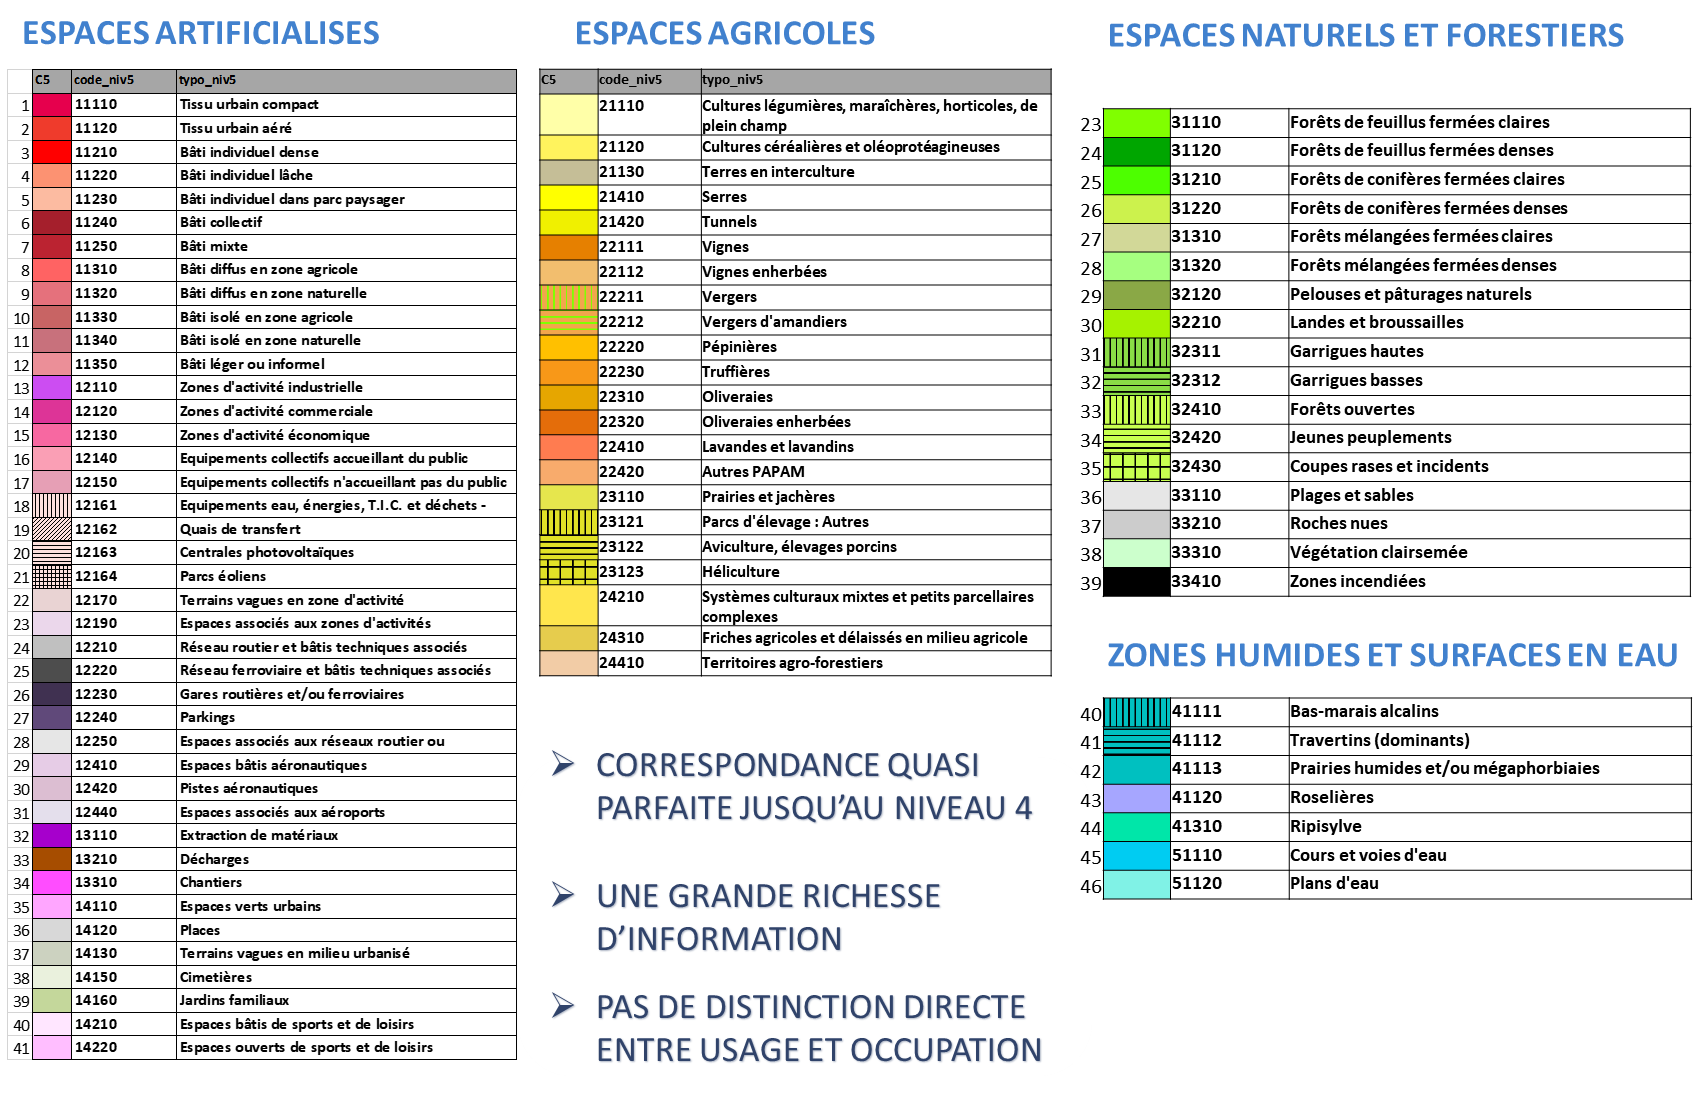 ESPACES ARTIFICIALISES
C5 code_niv5 typo_niv5
1 11110 Tissu urbain compact
2 11120 Tissu urbain aéré
3 11210 Bâti individuel dense
4 11220 Bâti individuel lâche
5 11230 Bâti individuel dans parc paysager
6 11240 Bâti collectif
7 11250 Bâti mixte
8 11310 Bâti diffus en zone agricole
9 11320 Bâti diffus en zone naturelle
10 11330 Bâti isolé en zone agricole
11 11340 Bâti isolé en zone naturelle
12 11350 Bâti léger ou informel
13 12110 Zones d'activité industrielle
14 12120 Zones d'activité commerciale
15 12130 Zones d'activité économique
16 12140 Equipements collectifs accueillant du public
17 12150 Equipements collectifs n'accueillant pas du public
18 12161 Equipements eau, énergies, T.I.C. et déchets -
19 12162 Quais de transfert
20 12163 Centrales photovoltaïques
21 12164 Parcs éoliens
22 12170 Terrains vagues en zone d'activité
23 12190 Espaces associés aux zones d'activités
24 12210 Réseau routier et bâtis techniques associés
25 12220 Réseau ferroviaire et bâtis techniques associés
26 12230 Gares routières et/ou ferroviaires
27 12240 Parkings
28 12250 Espaces associés aux réseaux routier ou
29 12410 Espaces bâtis aéronautiques
30 12420 Pistes aéronautiques
31 12440 Espaces associés aux aéroports
32 13110 Extraction de matériaux
33 13210 Décharges
34 13310 Chantiers
35 14110 Espaces verts urbains
36 14120 Places
37 14130 Terrains vagues en milieu urbanisé
38 14150 Cimetières
39 14160 Jardins familiaux
40 14210 Espaces bâtis de sports et de loisirs
41 14220 Espaces ouverts de sports et de loisirs
ESPACES AGRICOLES
C5 code_niv5 typo_niv5
21110 Cultures légumières, maraîchères, horticoles, de
plein champ
21120 Cultures céréalières et oléoprotéagineuses
21130 Terres en interculture
21410 Serres
21420 Tunnels
22111 Vignes
22112 Vignes enherbées
22211 Vergers
22212 Vergers d'amandiers
22220 Pépinières
22230 Truffières
22310 Oliveraies
22320 Oliveraies enherbées
22410 Lavandes et lavandins
22420 Autres PAPAM
23110 Prairies et jachères
23121 Parcs d'élevage : Autres
23122 Aviculture, élevages porcins
23123 Héliculture
24210 Systèmes culturaux mixtes et petits parcellaires
complexes
24310 Friches agricoles et délaissés en milieu agricole
24410 Territoires agro-forestiers
➢ CORRESPONDANCE QUASI
PARFAITE JUSQU'AU NIVEAU 4
➢ UNE GRANDE RICHESSE
D'INFORMATION
➢ PAS DE DISTINCTION DIRECTE
ENTRE USAGE ET OCCUPATION
ESPACES NATURELS ET FORESTIERS
23 31110 Forêts de feuillus fermées claires
24 31120 Forêts de feuillus fermées denses
25 31210 Forêts de conifères fermées claires
26 31220 Forêts de conifères fermées denses
27 31310 Forêts mélangées fermées claires
28 31320 Forêts mélangées fermées denses
29 32120 Pelouses et pâturages naturels
30 32210 Landes et broussailles
31 32311 Garrigues hautes
32 32312 Garrigues basses
33 32410 Forêts ouvertes
34 32420 Jeunes peuplements
35 32430 Coupes rases et incidents
36 33110 Plages et sables
37 33210 Roches nues
38 33310 Végétation clairsemée
39 33410 Zones incendiées
ZONES HUMIDES ET SURFACES EN EAU
40 41111 Bas-marais alcalins
41 41112 Travertins (dominants)
42 41113 Prairies humides et/ou mégaphorbiaies
43 41120 Roselières
44 41310 Ripisylve
45 51110 Cours et voies d'eau
46 51120 Plans d'eau